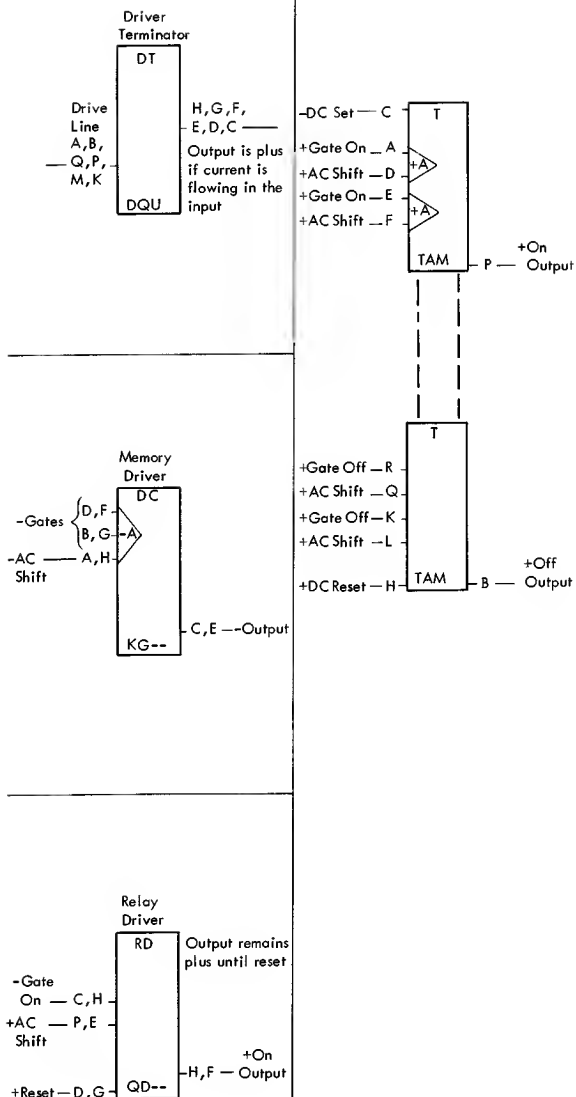 Driver
Terminator
DT
Drive
Line
A,B,
Q,P,
M,K
H,G,F,
E,D,C
Output is plus
if current is
flowing in the
input
DQU
Memory
Driver
DC
-Gates
D,F
B,G
-A
-AC
Shift
A,H
C,E
-Output
KG--
Relay
Driver
RD
Output remains
plus until reset
-Gate
On
C,H
+AC
Shift
P,E
H,F
+On
Output
+Reset
D,G
QD--
T
-DC Set C
+Gate On A
+A
+AC Shift D
+Gate On E
+A
+AC Shift F
TAM
P
+On
Output
T
+Gate Off R
+AC Shift Q
+Gate Off K
+AC Shift L
+DC Reset H
TAM
B
+Off
Output